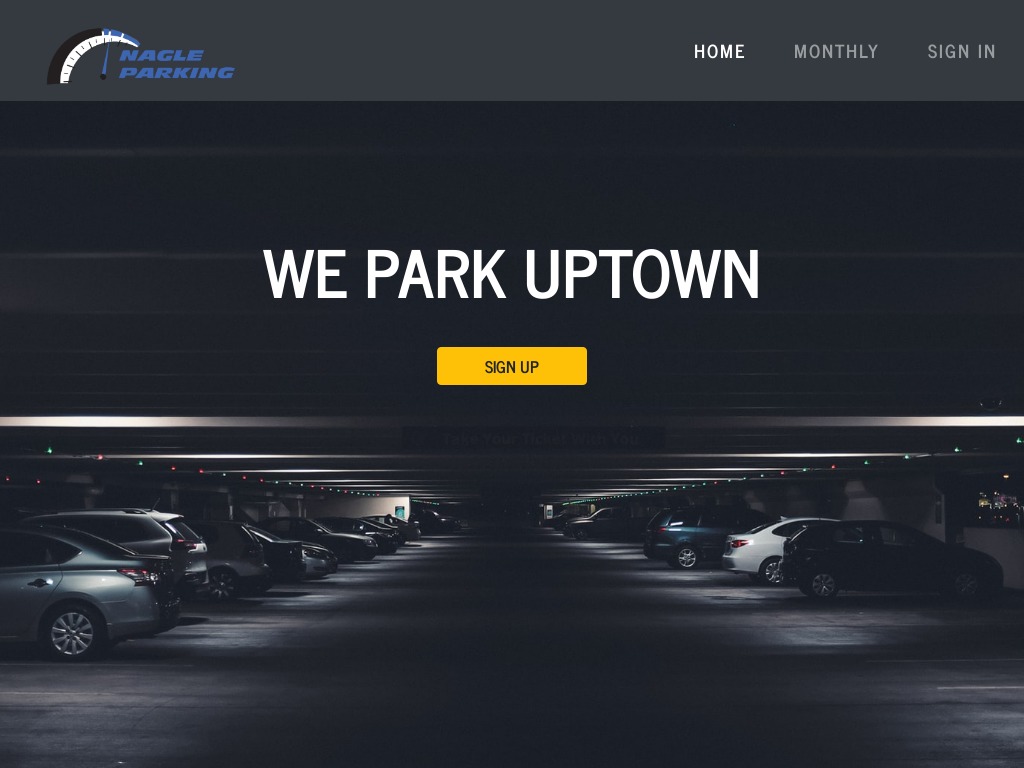 NAGLE
PARKING
HOME
MONTHLY
SIGN IN
WE PARK UPTOWN
SIGN UP
Take Your Ticket With You